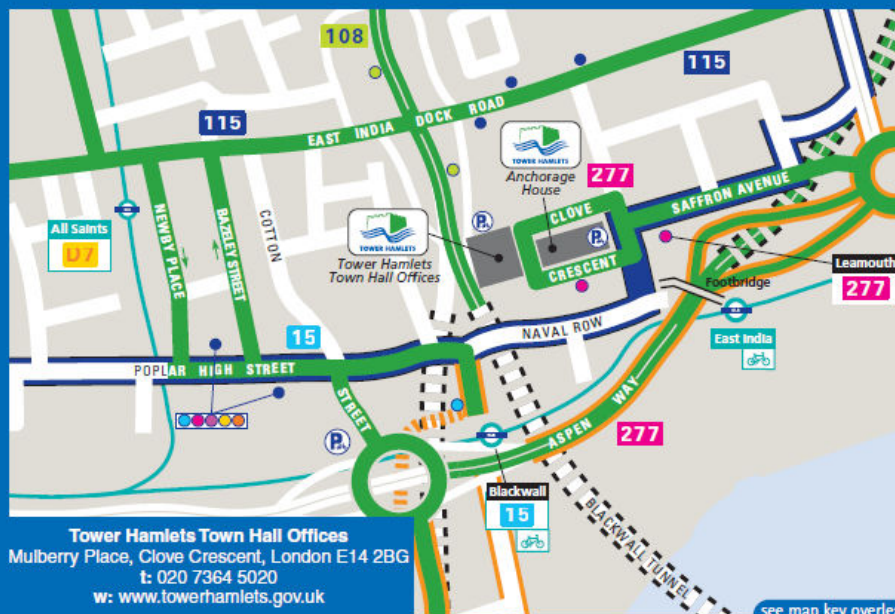 108
115
EAST INDIA DOCK ROAD
115
TOWER HAMLETS
Anchorage
House
277
CLOVE
CRESCENT
SAFFRON AVENUE
All Saints
D7
NEWBY PLACE
BAZELEY STREET
COTTON
STREET
TOWER HAMLETS
Tower Hamlets
Town Hall Offices
P
P
Leamouth
277
Footbridge
East India
NAVAL ROW
15
POPLAR HIGH STREET
P
ASPEN WAY
277
Blackwall
15
BLACKWALL TUNNEL
Tower Hamlets Town Hall Offices
Mulberry Place, Clove Crescent, London E14 2BG
t: 020 7364 5020
w: www.towerhamlets.gov.uk
see map key